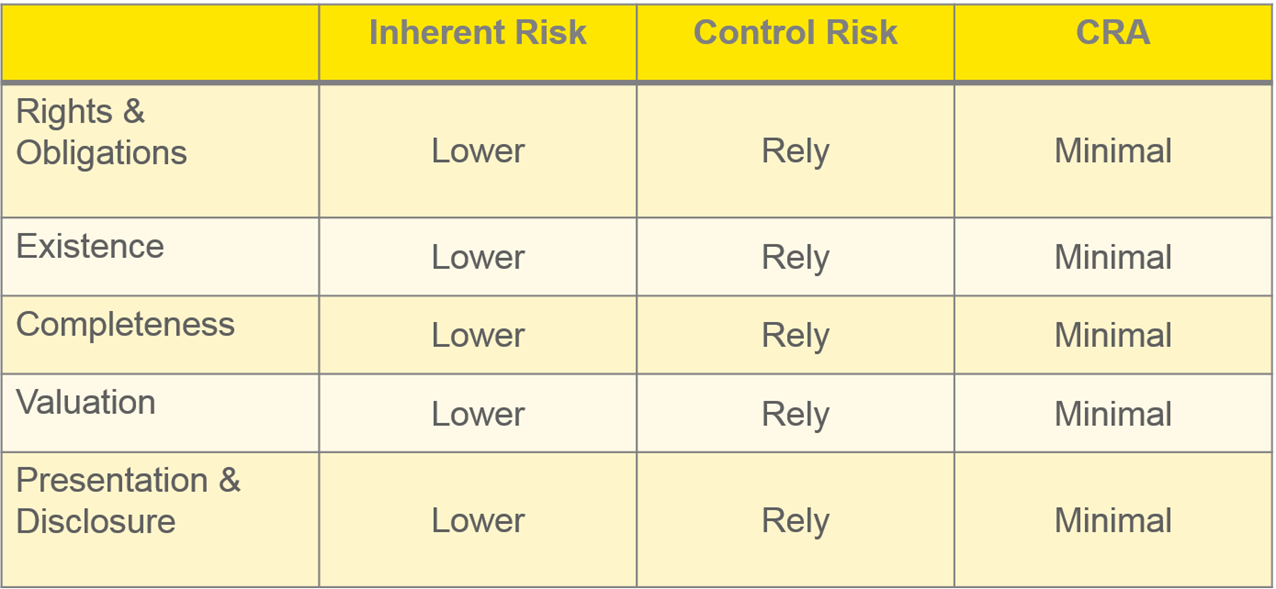 Inherent Risk Control Risk CRA
Rights &
Obligations Lower Rely Minimal
Existence Lower Rely Minimal
Completeness Lower Rely Minimal
Valuation Lower Rely Minimal
Presentation &
Disclosure Lower Rely Minimal